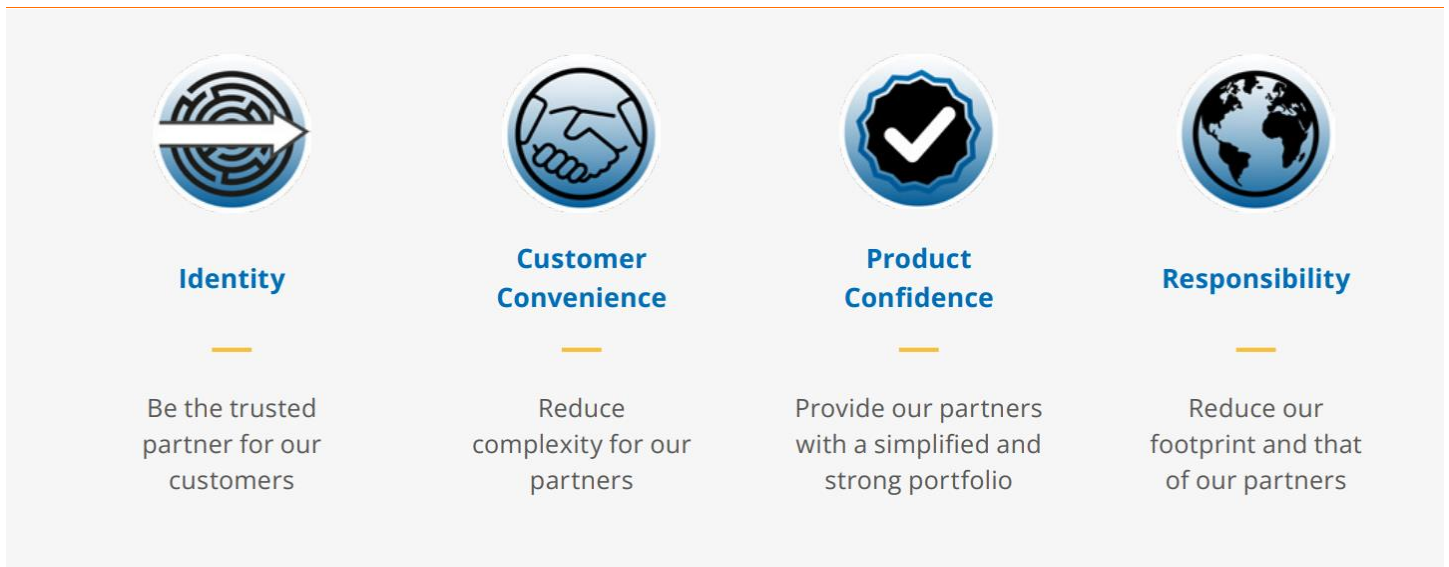 Identity
Be the trusted
partner for our
customers
Customer
Convenience
Reduce
complexity for our
partners
Product
Confidence
Provide our partners
with a simplified and
strong portfolio
Responsibility
Reduce our
footprint and that
of our partners